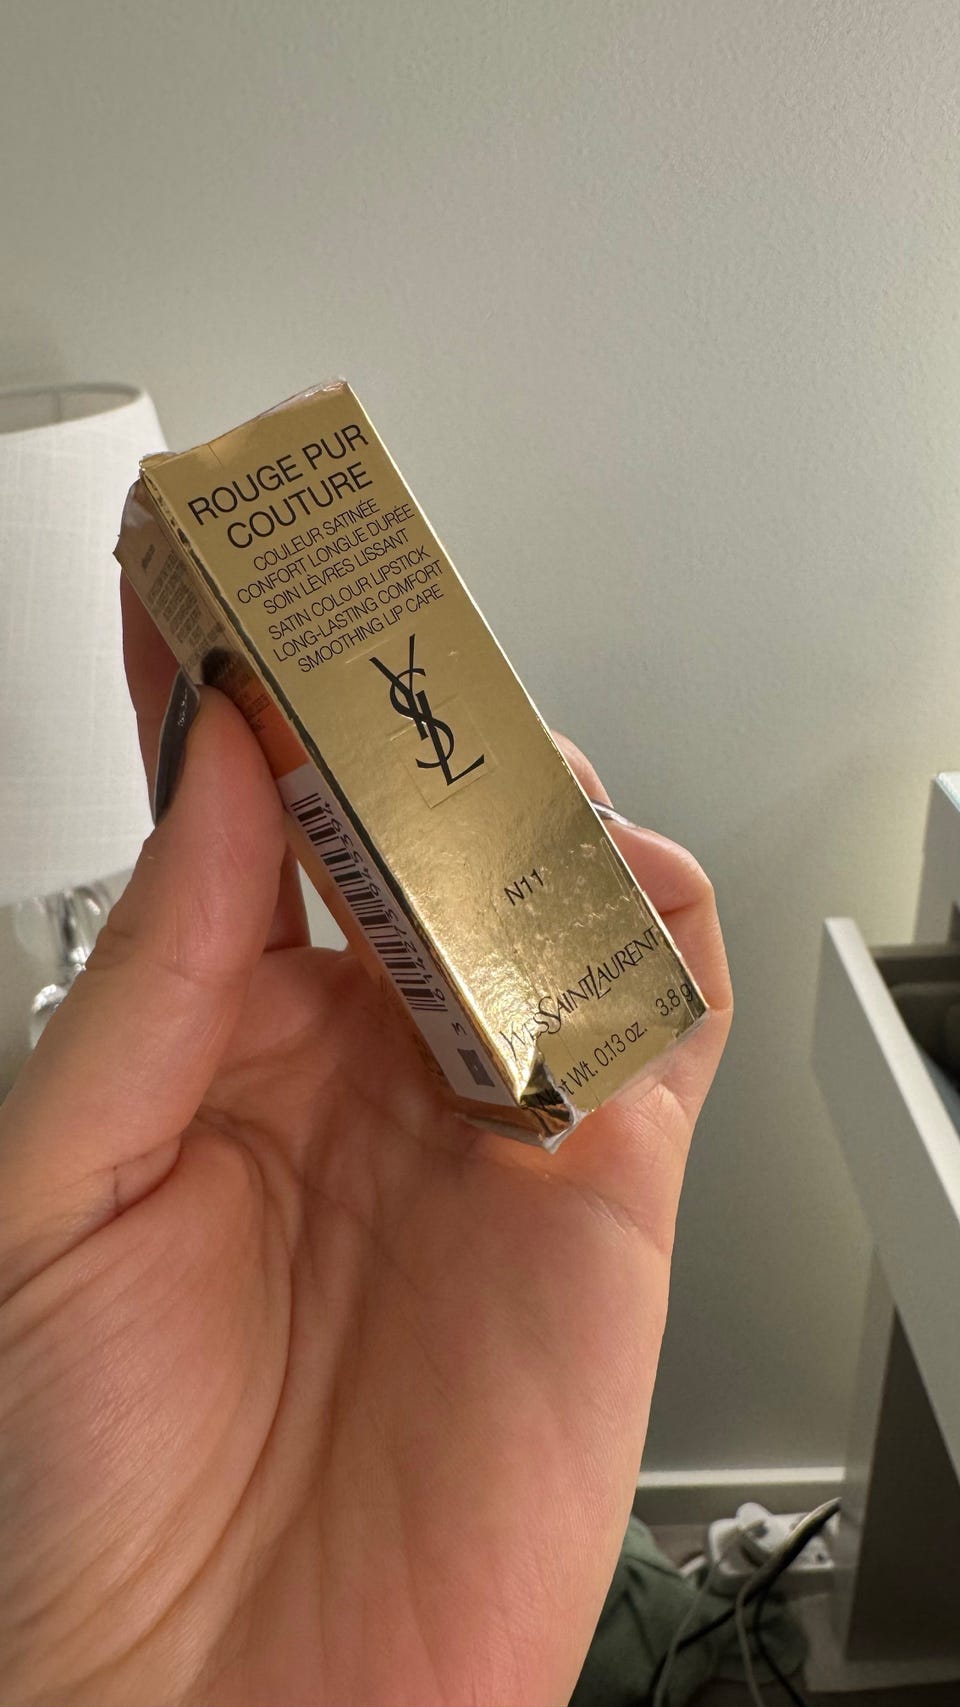 ROUGE PUR
COUTURE
COULEUR SATINÉE
CONFORT LONGUE DURÉE
SOIN LÈVRES LISSANT
SATIN COLOUR LIPSTICK
LONG-LASTING COMFORT
SMOOTHING LIP CARE
YSL
N11
YVESSAINTLAURENT
Net Wt. 0.13 oz. 3.8 g